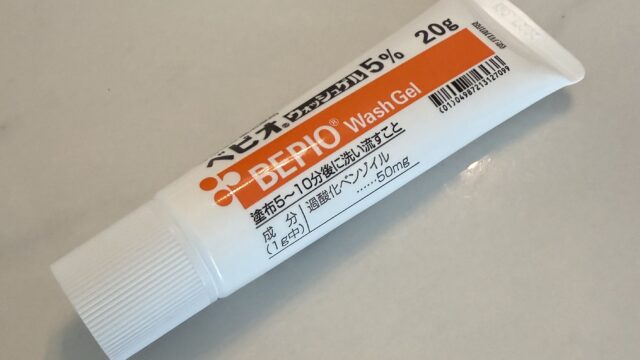 ベピオ®ウォッシュゲル5% 20g
BEPIO® Wash Gel
塗布5~10分後に洗い流すこと
成分
(1g中)
過酸化ベンゾイル
……50mg
(01)04987213127099